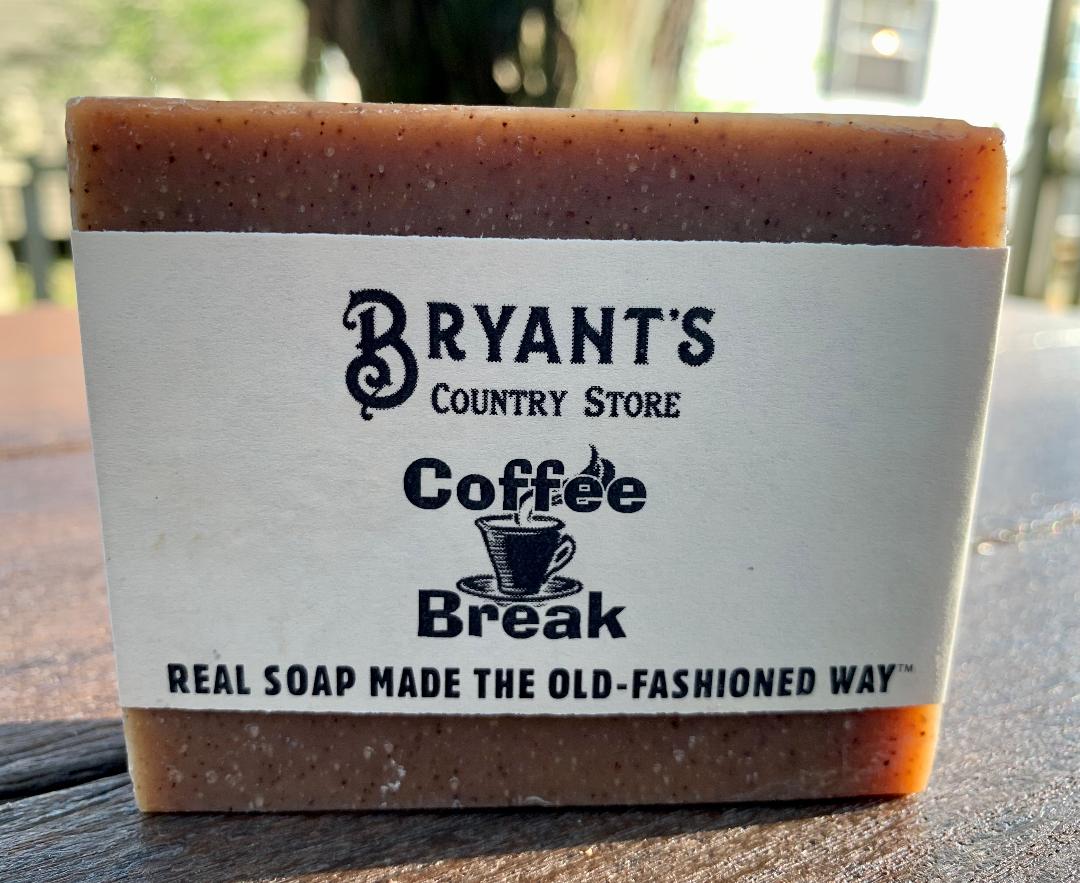 BRYANT'S
COUNTRY STORE
Coffee
Break
REAL SOAP MADE THE OLD-FASHIONED WAY™